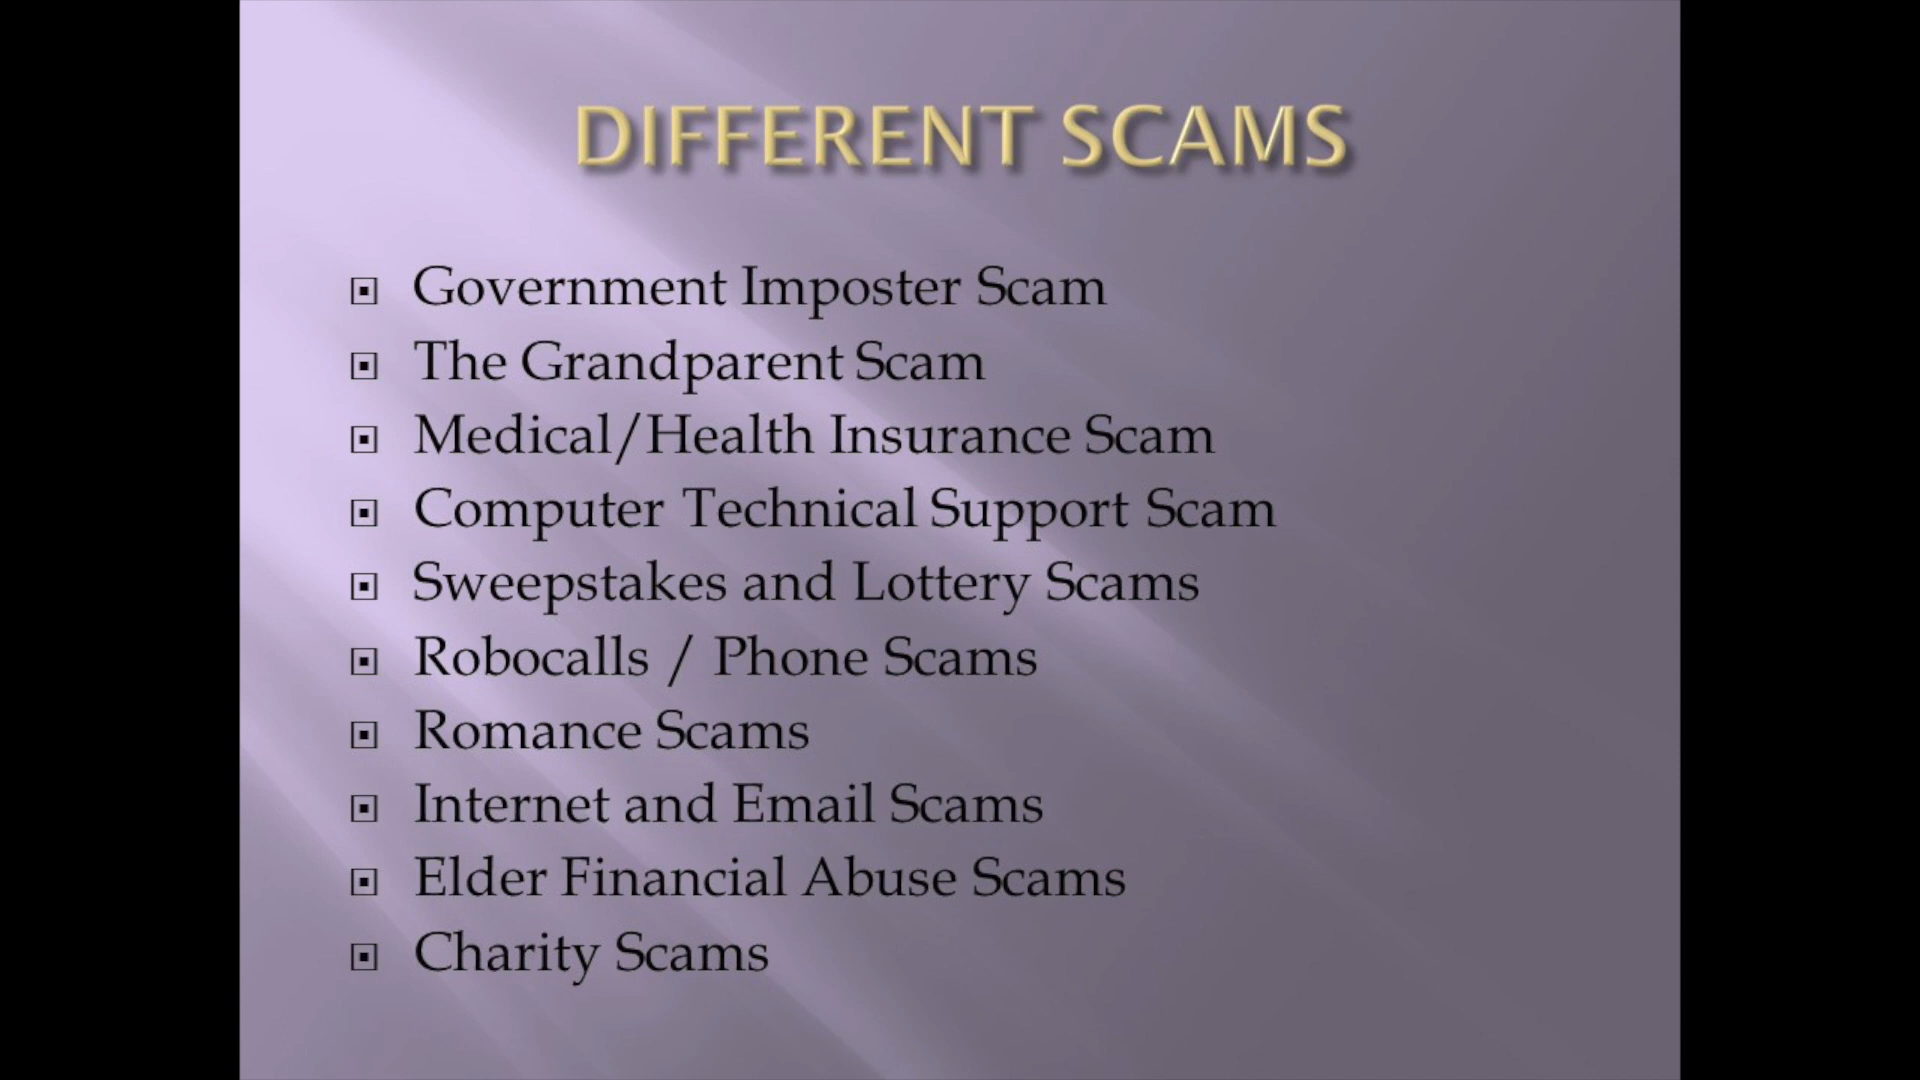 DIFFERENT SCAMS
Government Imposter Scam
The Grandparent Scam
Medical/Health Insurance Scam
Computer Technical Support Scam
Sweepstakes and Lottery Scams
Robocalls / Phone Scams
Romance Scams
Internet and Email Scams
Elder Financial Abuse Scams
Charity Scams